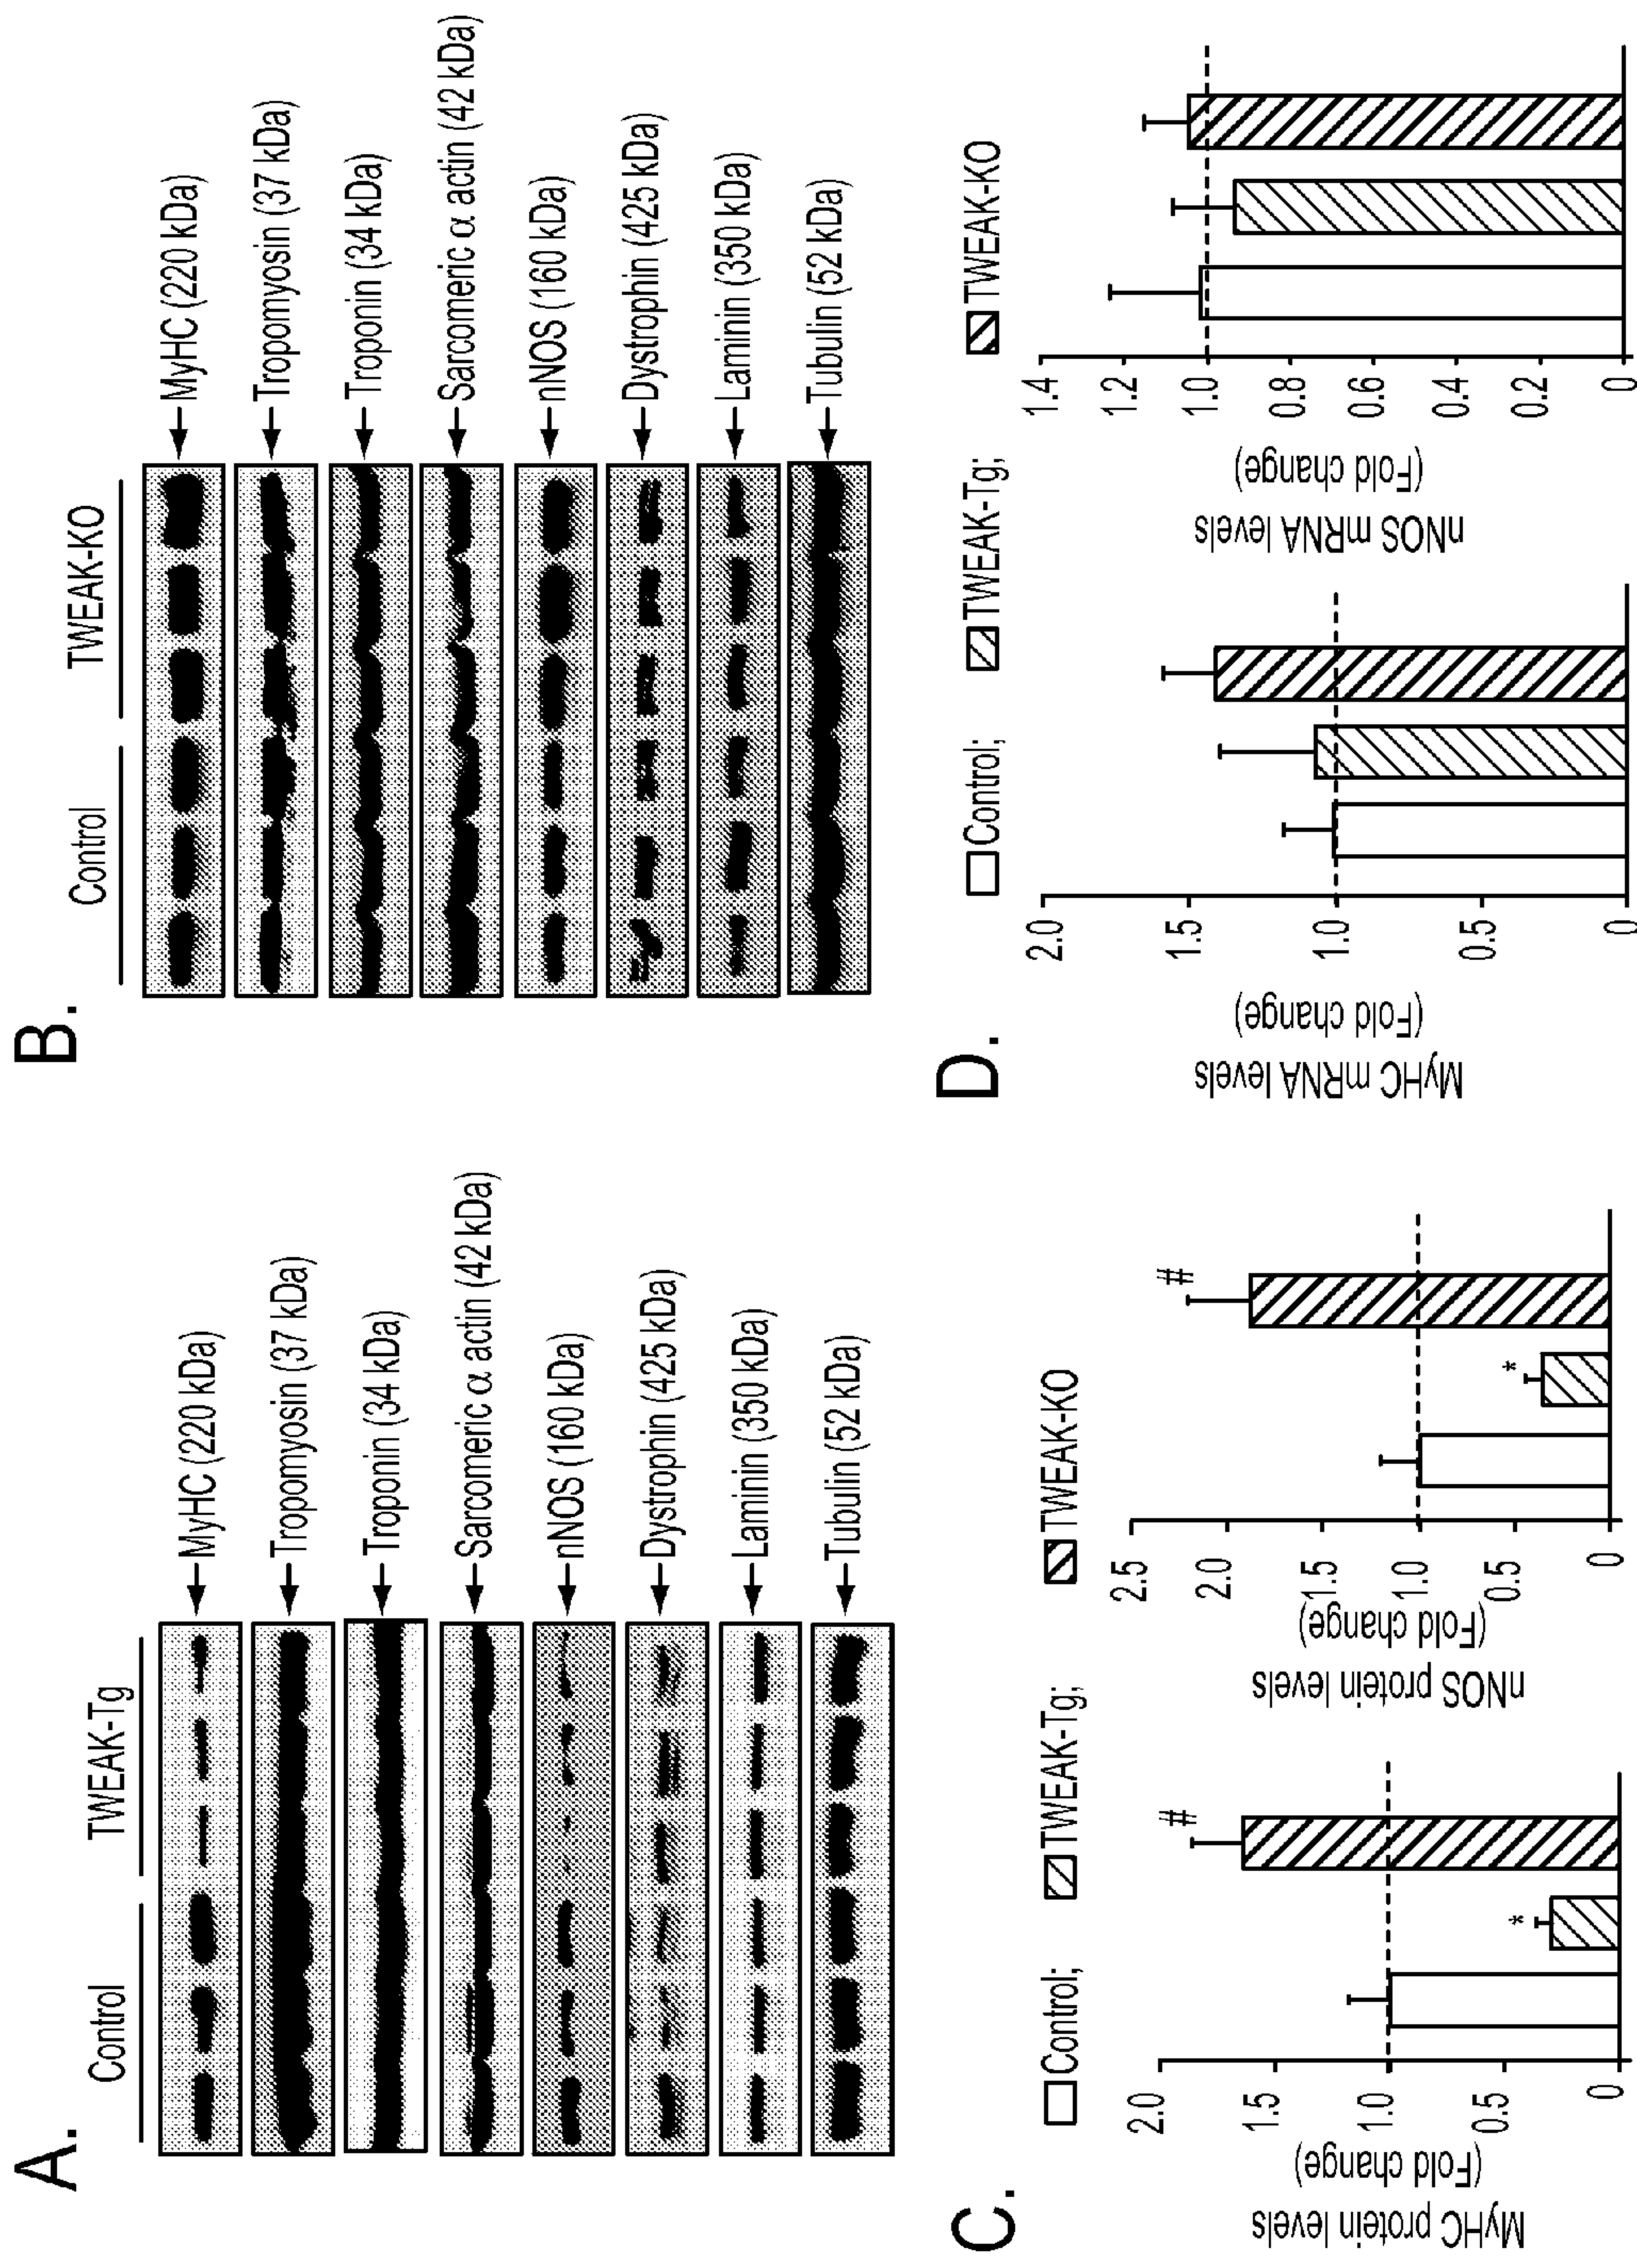 A.
Control
TWEAK-Tg
MyHC (220 kDa)
Tropomyosin (37 kDa)
Troponin (34 kDa)
Sarcomeric α actin (42 kDa)
nNOS (160 kDa)
Dystrophin (425 kDa)
Laminin (350 kDa)
Tubulin (52 kDa)
B.
Control
TWEAK-KO
MyHC (220 kDa)
Tropomyosin (37 kDa)
Troponin (34 kDa)
Sarcomeric α actin (42 kDa)
nNOS (160 kDa)
Dystrophin (425 kDa)
Laminin (350 kDa)
Tubulin (52 kDa)
C.
Control; TWEAK-Tg; TWEAK-KO
MyHC protein levels
(Fold change)
2.0
1.5
1.0
0.5
0
*
#
nNOS protein levels
(Fold change)
2.5
2.0
1.5
1.0
0.5
0
*
#
D.
Control; TWEAK-Tg; TWEAK-KO
MyHC mRNA levels
(Fold change)
2.0
1.5
1.0
0.5
0
nNOS mRNA levels
(Fold change)
1.4
1.2
1.0
0.8
0.6
0.4
0.2
0